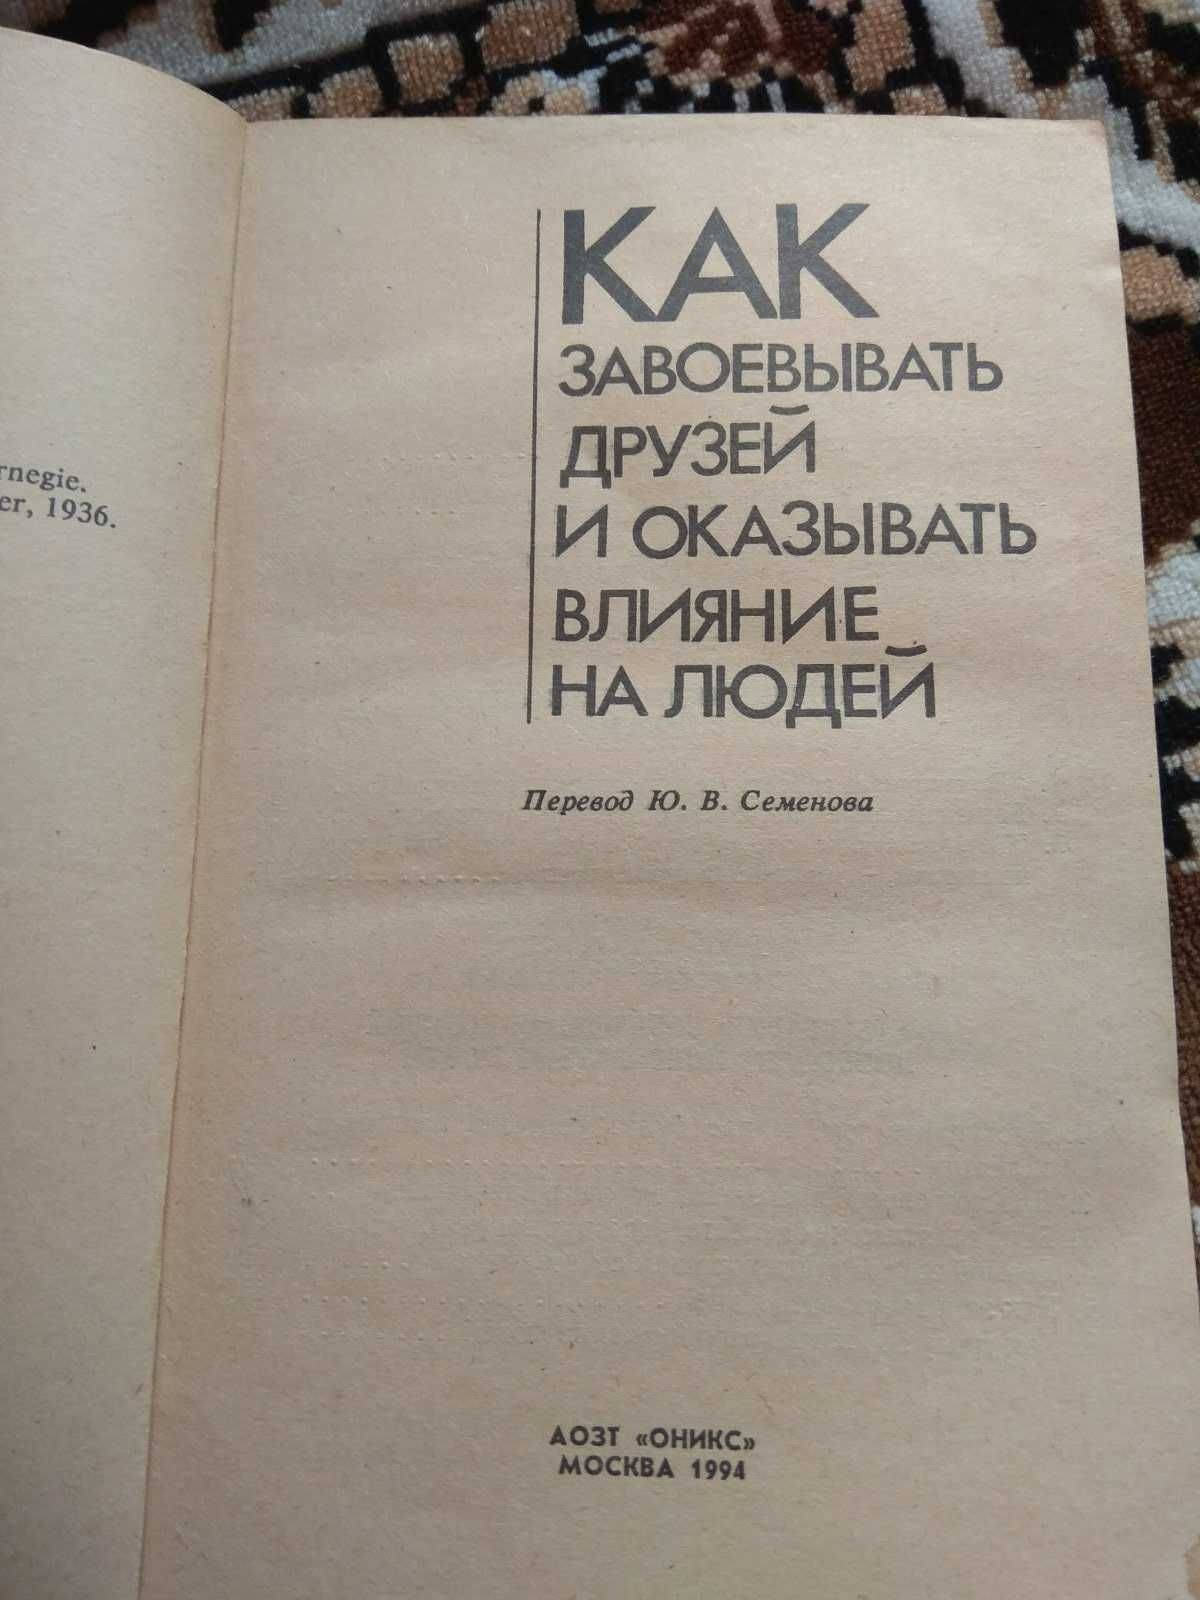 rnegie.
er, 1936.
КАК
ЗАВОЕВЫВАТЬ
ДРУЗЕЙ
И ОКАЗЫВАТЬ
ВЛИЯНИЕ
НА ЛЮДЕЙ
Перевод Ю. В. Семенова
АОЗТ «ОНИКС»
МОСКВА 1994